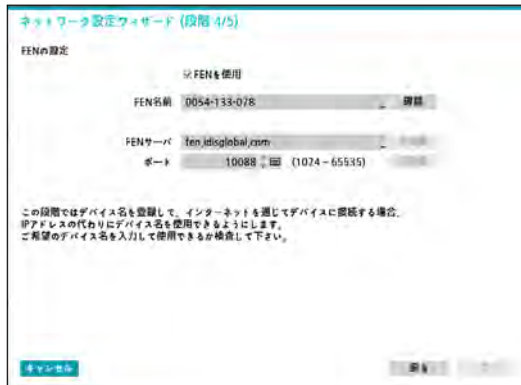 ネットワーク設定ウィザード (段階 4/5)
FENの設定
FENを使用
FEN名前 0054-133-078 確認
FENサーバ fen.idisglobal.com
ポート 10088 (1024 – 65535)
この段階ではデバイス名を登録して、インターネットを通じてデバイスに接続する場合、
IPアドレスの代わりにデバイス名を使用できるようにします。
ご希望のデバイス名を入力して使用できるか検査して下さい。
キャンセル 戻る